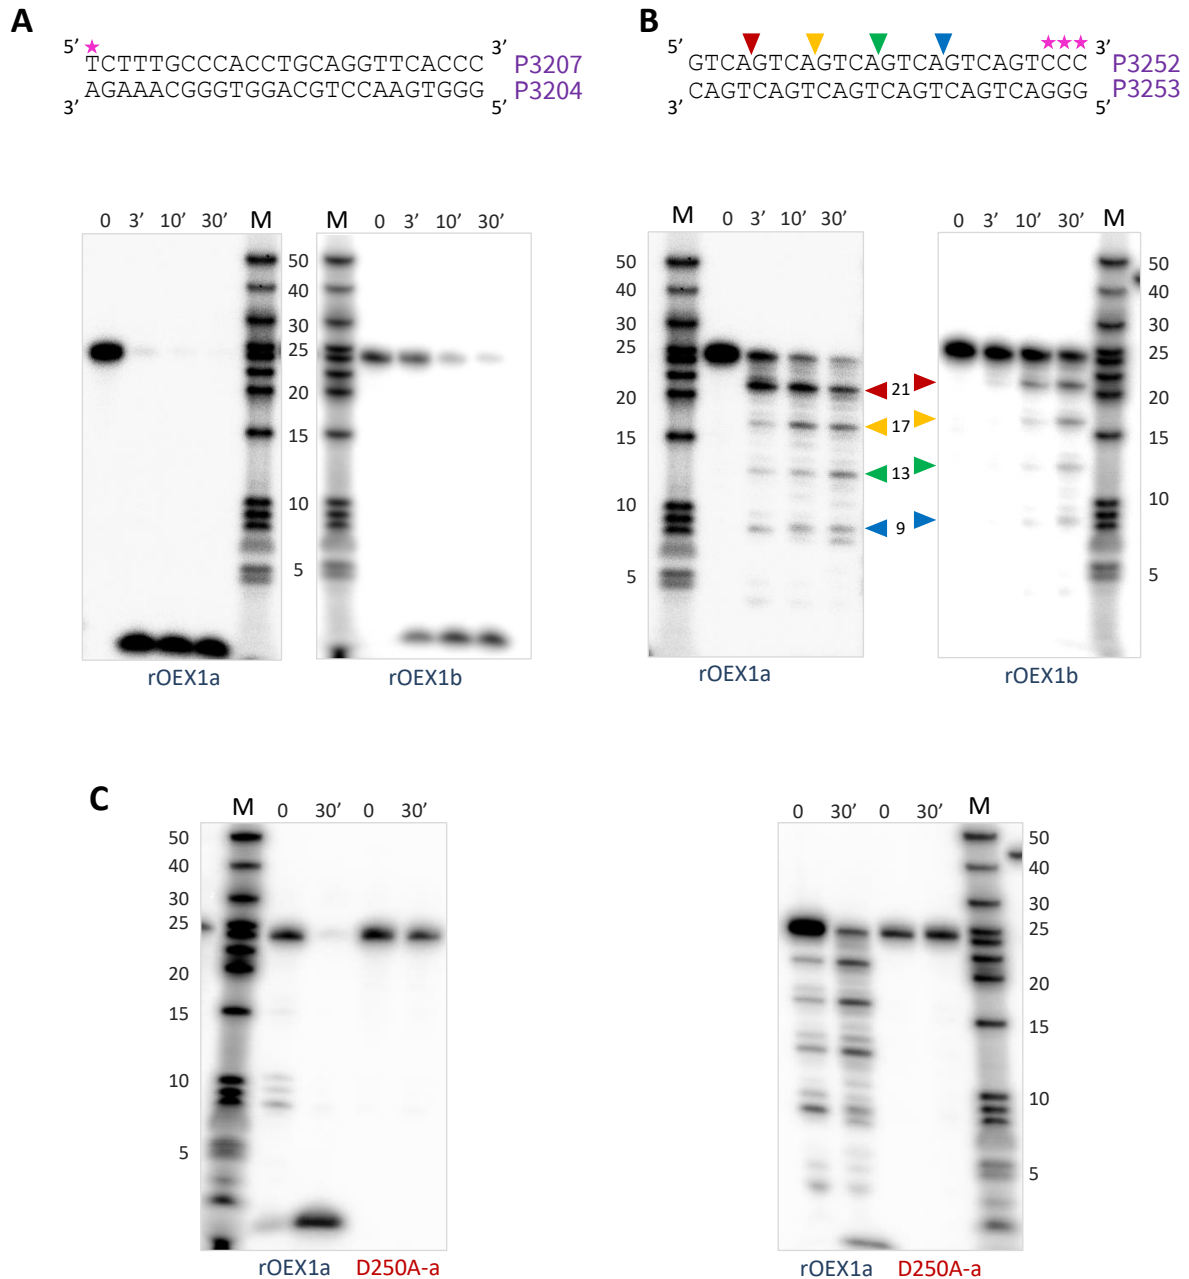 A
5’ 3’
TCTTTGCCCACCTGCAGGTTCACCC P3207
AGAAACGGGTGGACGTCCAAGTGGG P3204
3’ 5’
0 3’ 10’ 30’ M
50
40
30
25
20
15
10
5
rOEX1a
M 0 3’ 10’ 30’
rOEX1b
B
5’ 3’
GTCAGTCAGTCAGTCAGTCAGTCCC P3252
CAGTCAGTCAGTCAGTCAGTCAGGG P3253
3’ 5’
M 0 3’ 10’ 30’
50
40
30
25
20
15
10
5
21
17
13
9
rOEX1a
0 3’ 10’ 30’ M
50
40
30
25
20
15
10
5
rOEX1b
C
M 0 30’ 0 30’
50
40
30
25
20
15
10
5
rOEX1a D250A-a
0 30’ 0 30’ M
50
40
30
25
20
15
10
5
rOEX1a D250A-a